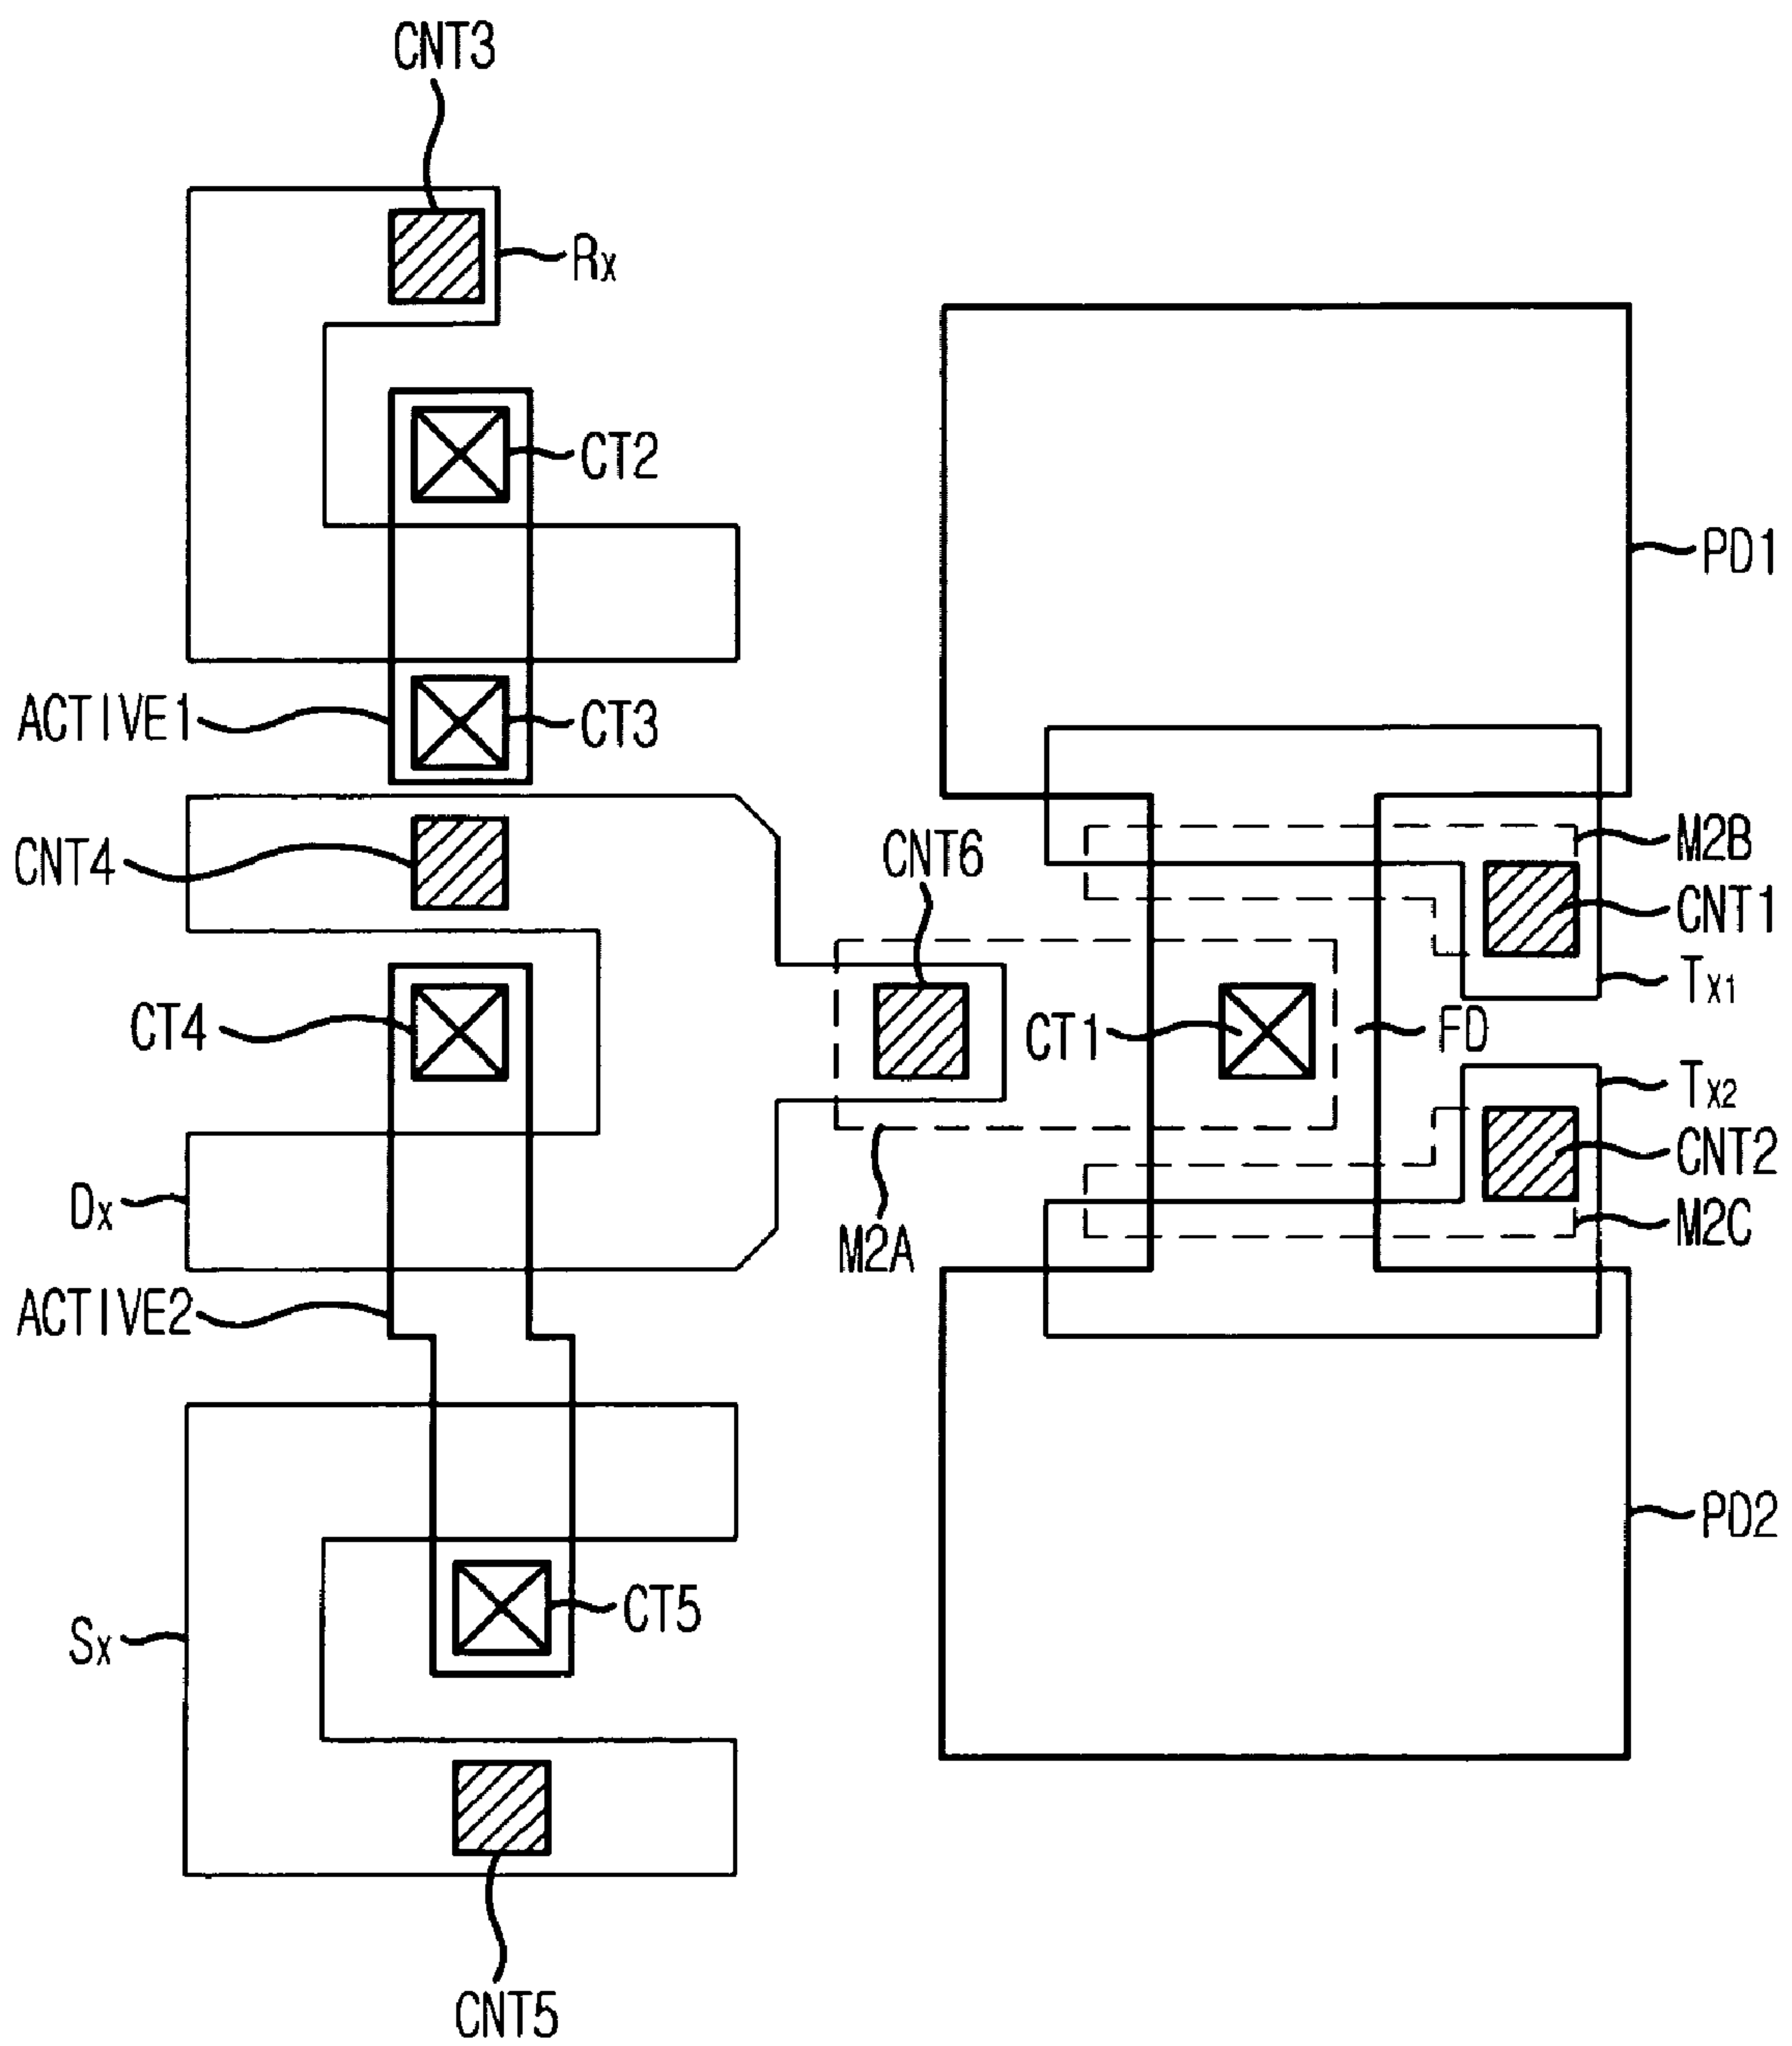 CNT3
Rx
CT2
PD1
ACTIVE1
CT3
M2B
CNT6
CNT4
CNT1
Tx1
CT4
CT1
FD
Tx2
CNT2
Dx
M2A
M2C
ACTIVE2
PD2
CT5
Sx
CNT5